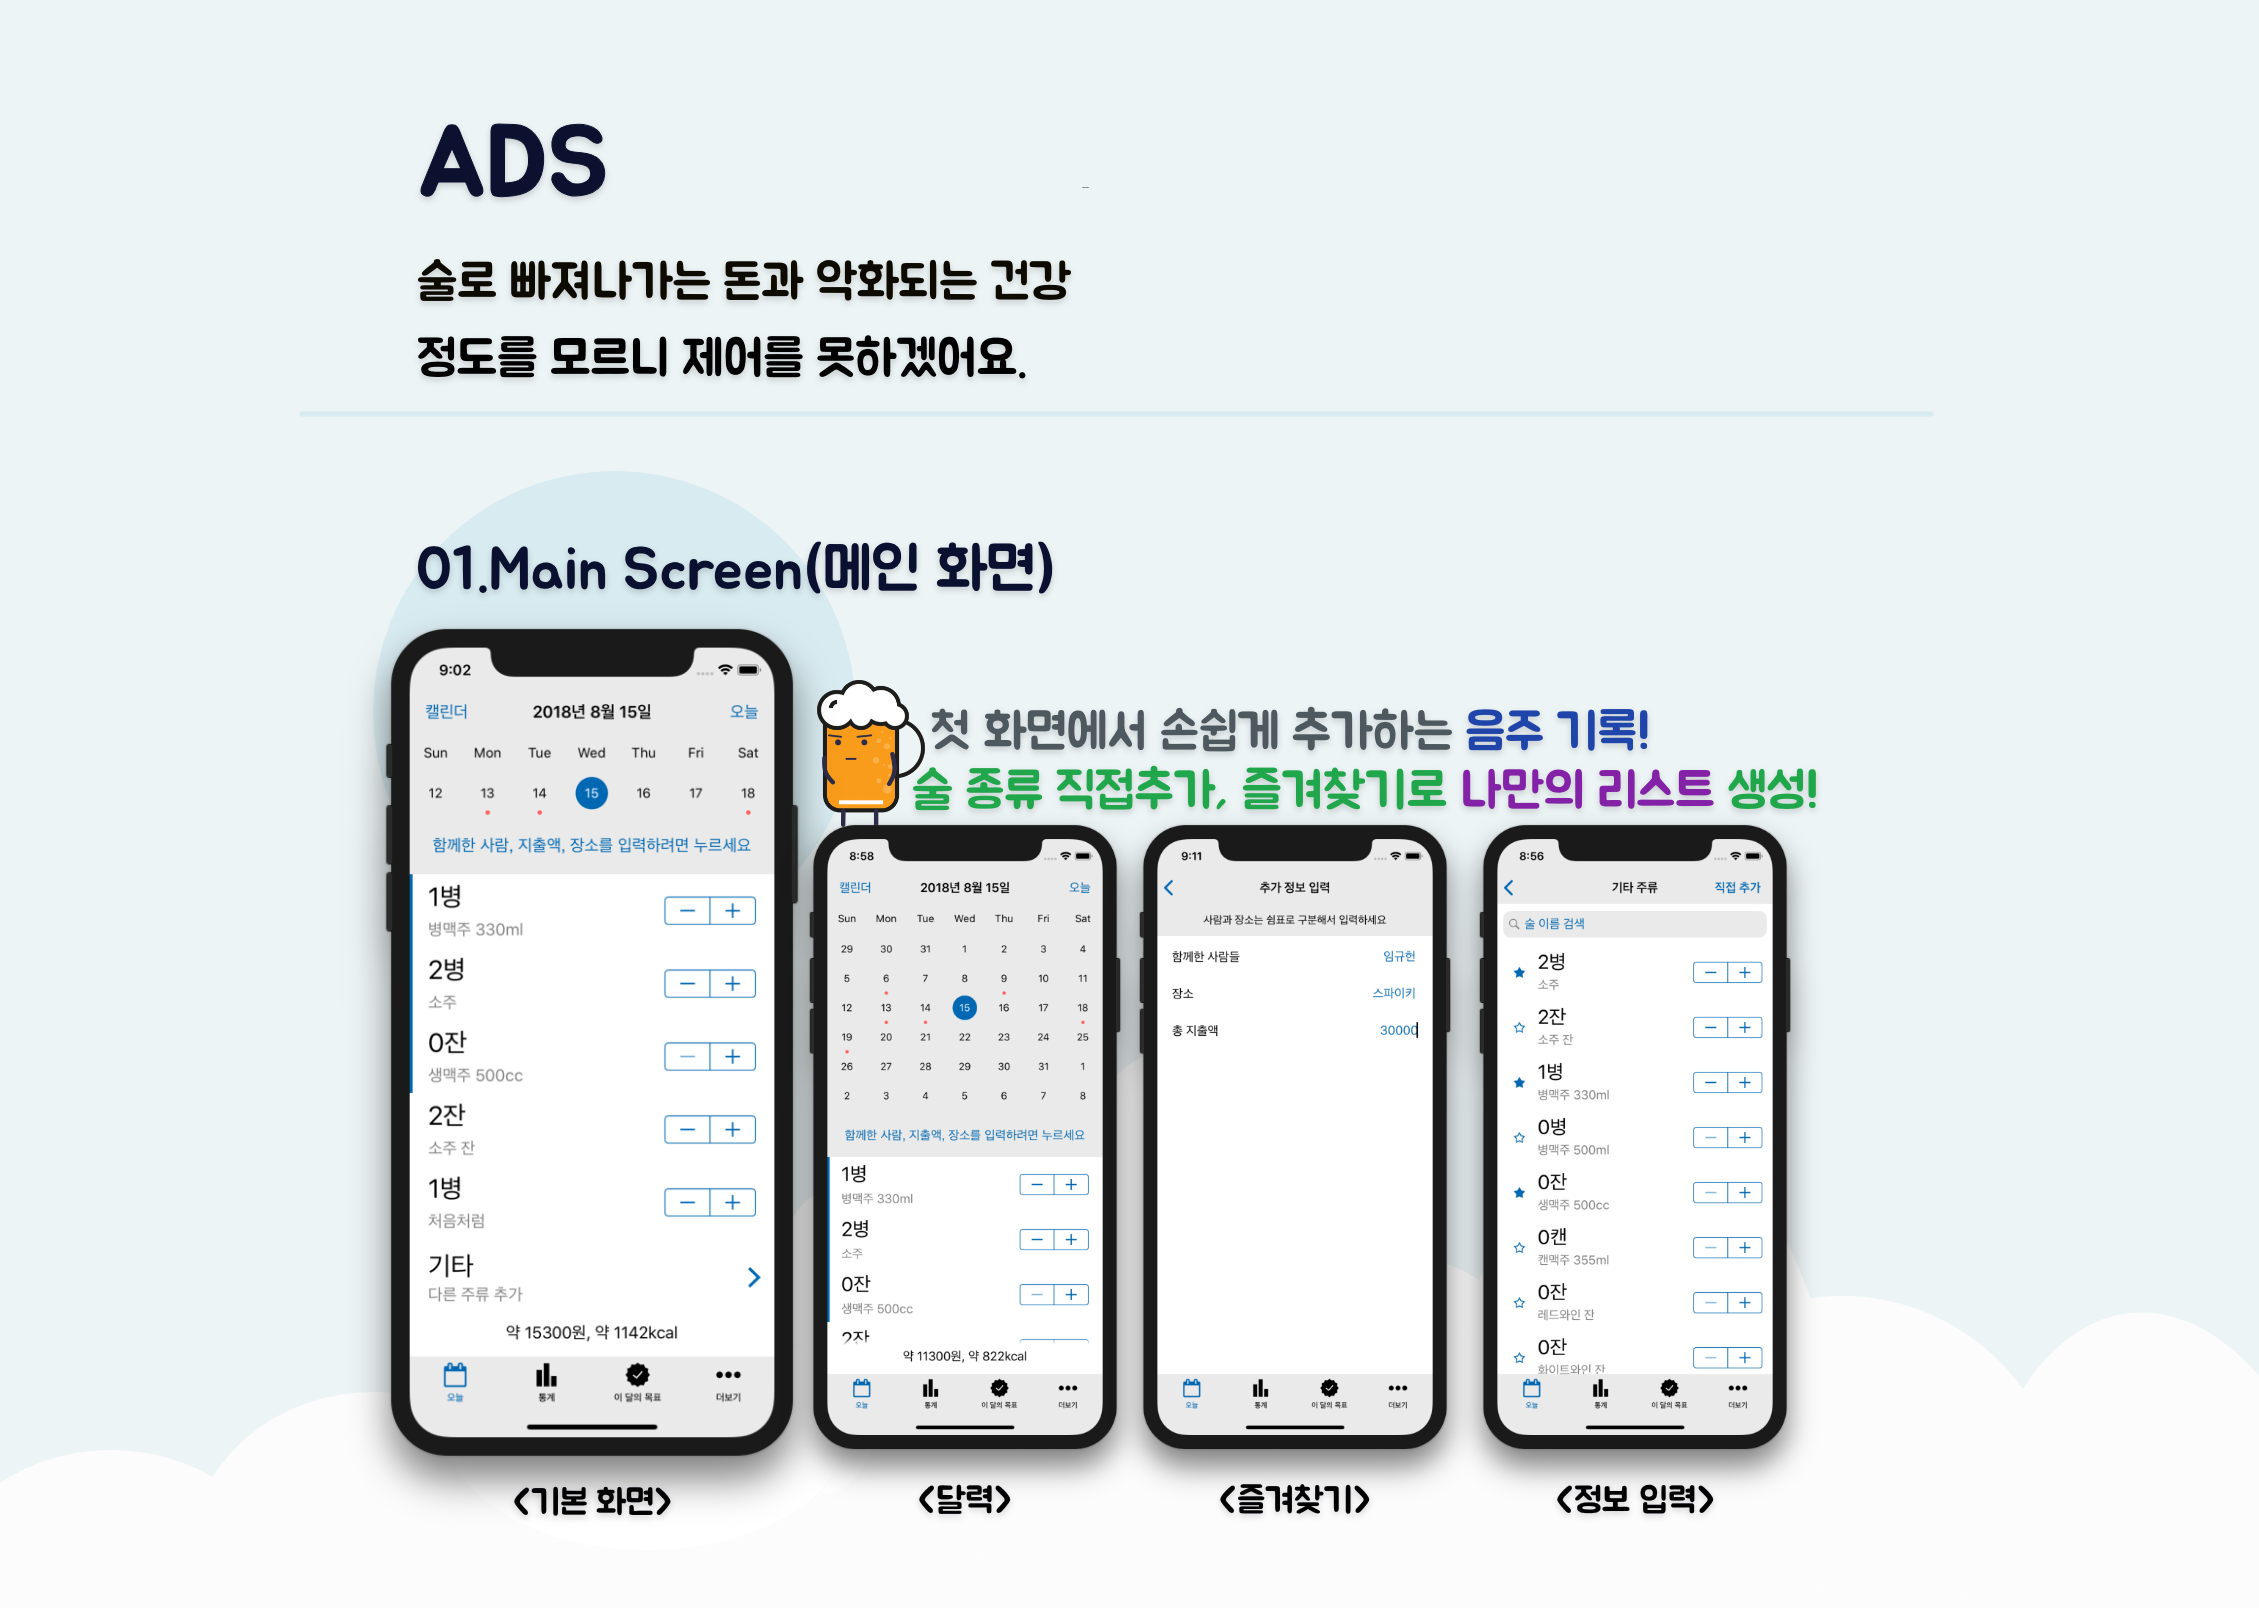 ADS
술로 빠져나가는 돈과 악화되는 건강
정도를 모르니 제어를 못하겠어요.
01.Main Screen(메인 화면)
첫 화면에서 손쉽게 추가하는 음주 기록!
술 종류 직접추가, 즐겨찾기로 나만의 리스트 생성!
9:02
캘린더 2018년 8월 15일 오늘
Sun Mon Tue Wed Thu Fri Sat
12 13 14 15 16 17 18
함께한 사람, 지출액, 장소를 입력하려면 누르세요
1병
병맥주 330ml
2병
소주
0잔
생맥주 500cc
2잔
소주 잔
1병
처음처럼
기타
다른 주류 추가
약 15300원, 약 1142kcal
오늘 통계 이 달의 목표 더보기
<기본 화면>
8:58
캘린더 2018년 8월 15일 오늘
Sun Mon Tue Wed Thu Fri Sat
29 30 31 1 2 3 4
5 6 7 8 9 10 11
12 13 14 15 16 17 18
19 20 21 22 23 24 25
26 27 28 29 30 31 1
2 3 4 5 6 7 8
함께한 사람, 지출액, 장소를 입력하려면 누르세요
1병
병맥주 330ml
2병
소주
0잔
생맥주 500cc
2잔
약 11300원, 약 822kcal
오늘 통계 이 달의 목표 더보기
<달력>
9:11
추가 정보 입력
사람과 장소는 쉼표로 구분해서 입력하세요
함께한 사람들 임규헌
장소 스파이키
총 지출액 30000
오늘 통계 이 달의 목표 더보기
<즐겨찾기>
8:56
기타 주류 직접 추가
술 이름 검색
2병
소주
2잔
소주 잔
1병
병맥주 330ml
0병
병맥주 500ml
0잔
생맥주 500cc
0캔
캔맥주 355ml
0잔
레드와인 잔
0잔
화이트와인 잔
오늘 통계 이 달의 목표 더보기
<정보 입력>